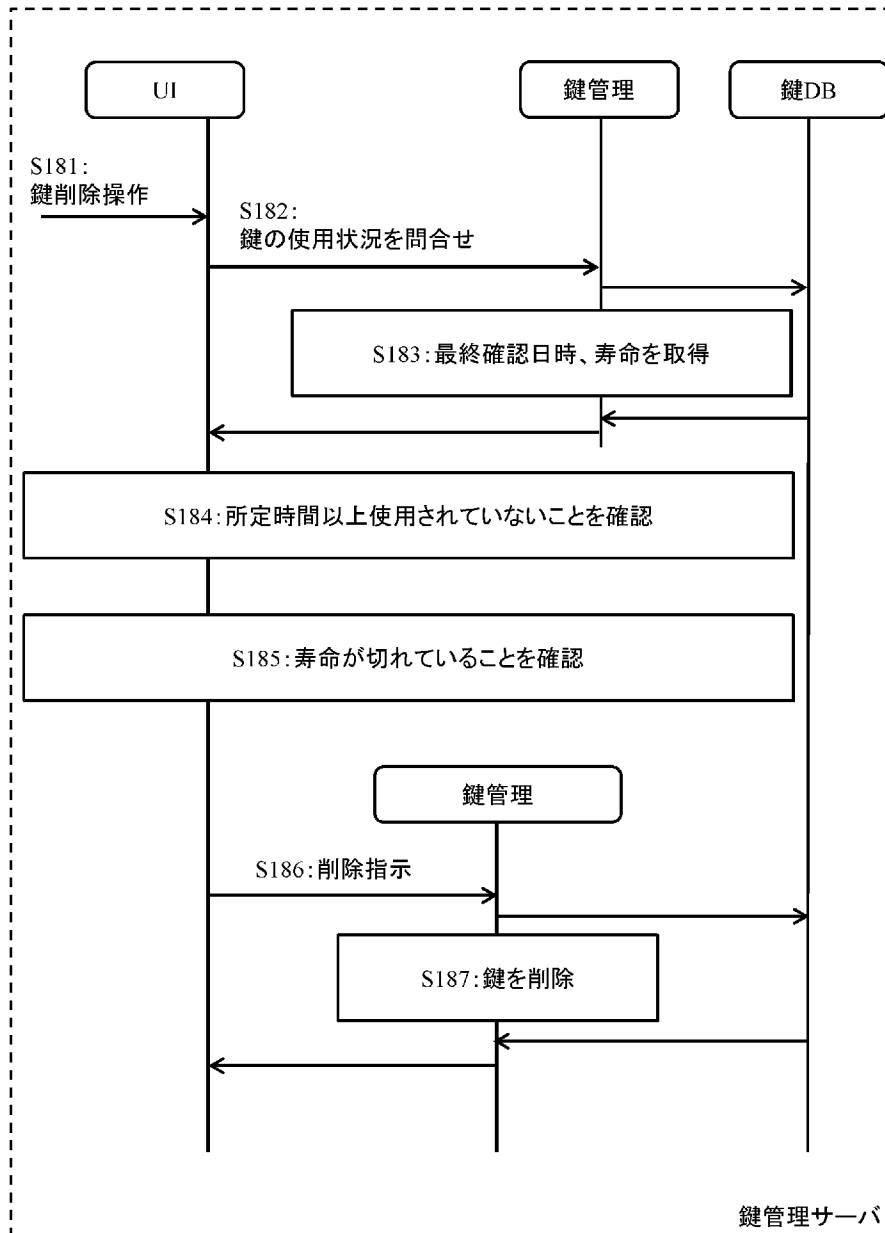 UI
鍵管理
鍵DB
S181:
鍵削除操作
S182:
鍵の使用状況を問合せ
S183:最終確認日時、寿命を取得
S184:所定時間以上使用されていないことを確認
S185:寿命が切れていることを確認
鍵管理
S186:削除指示
S187:鍵を削除
鍵管理サーバ